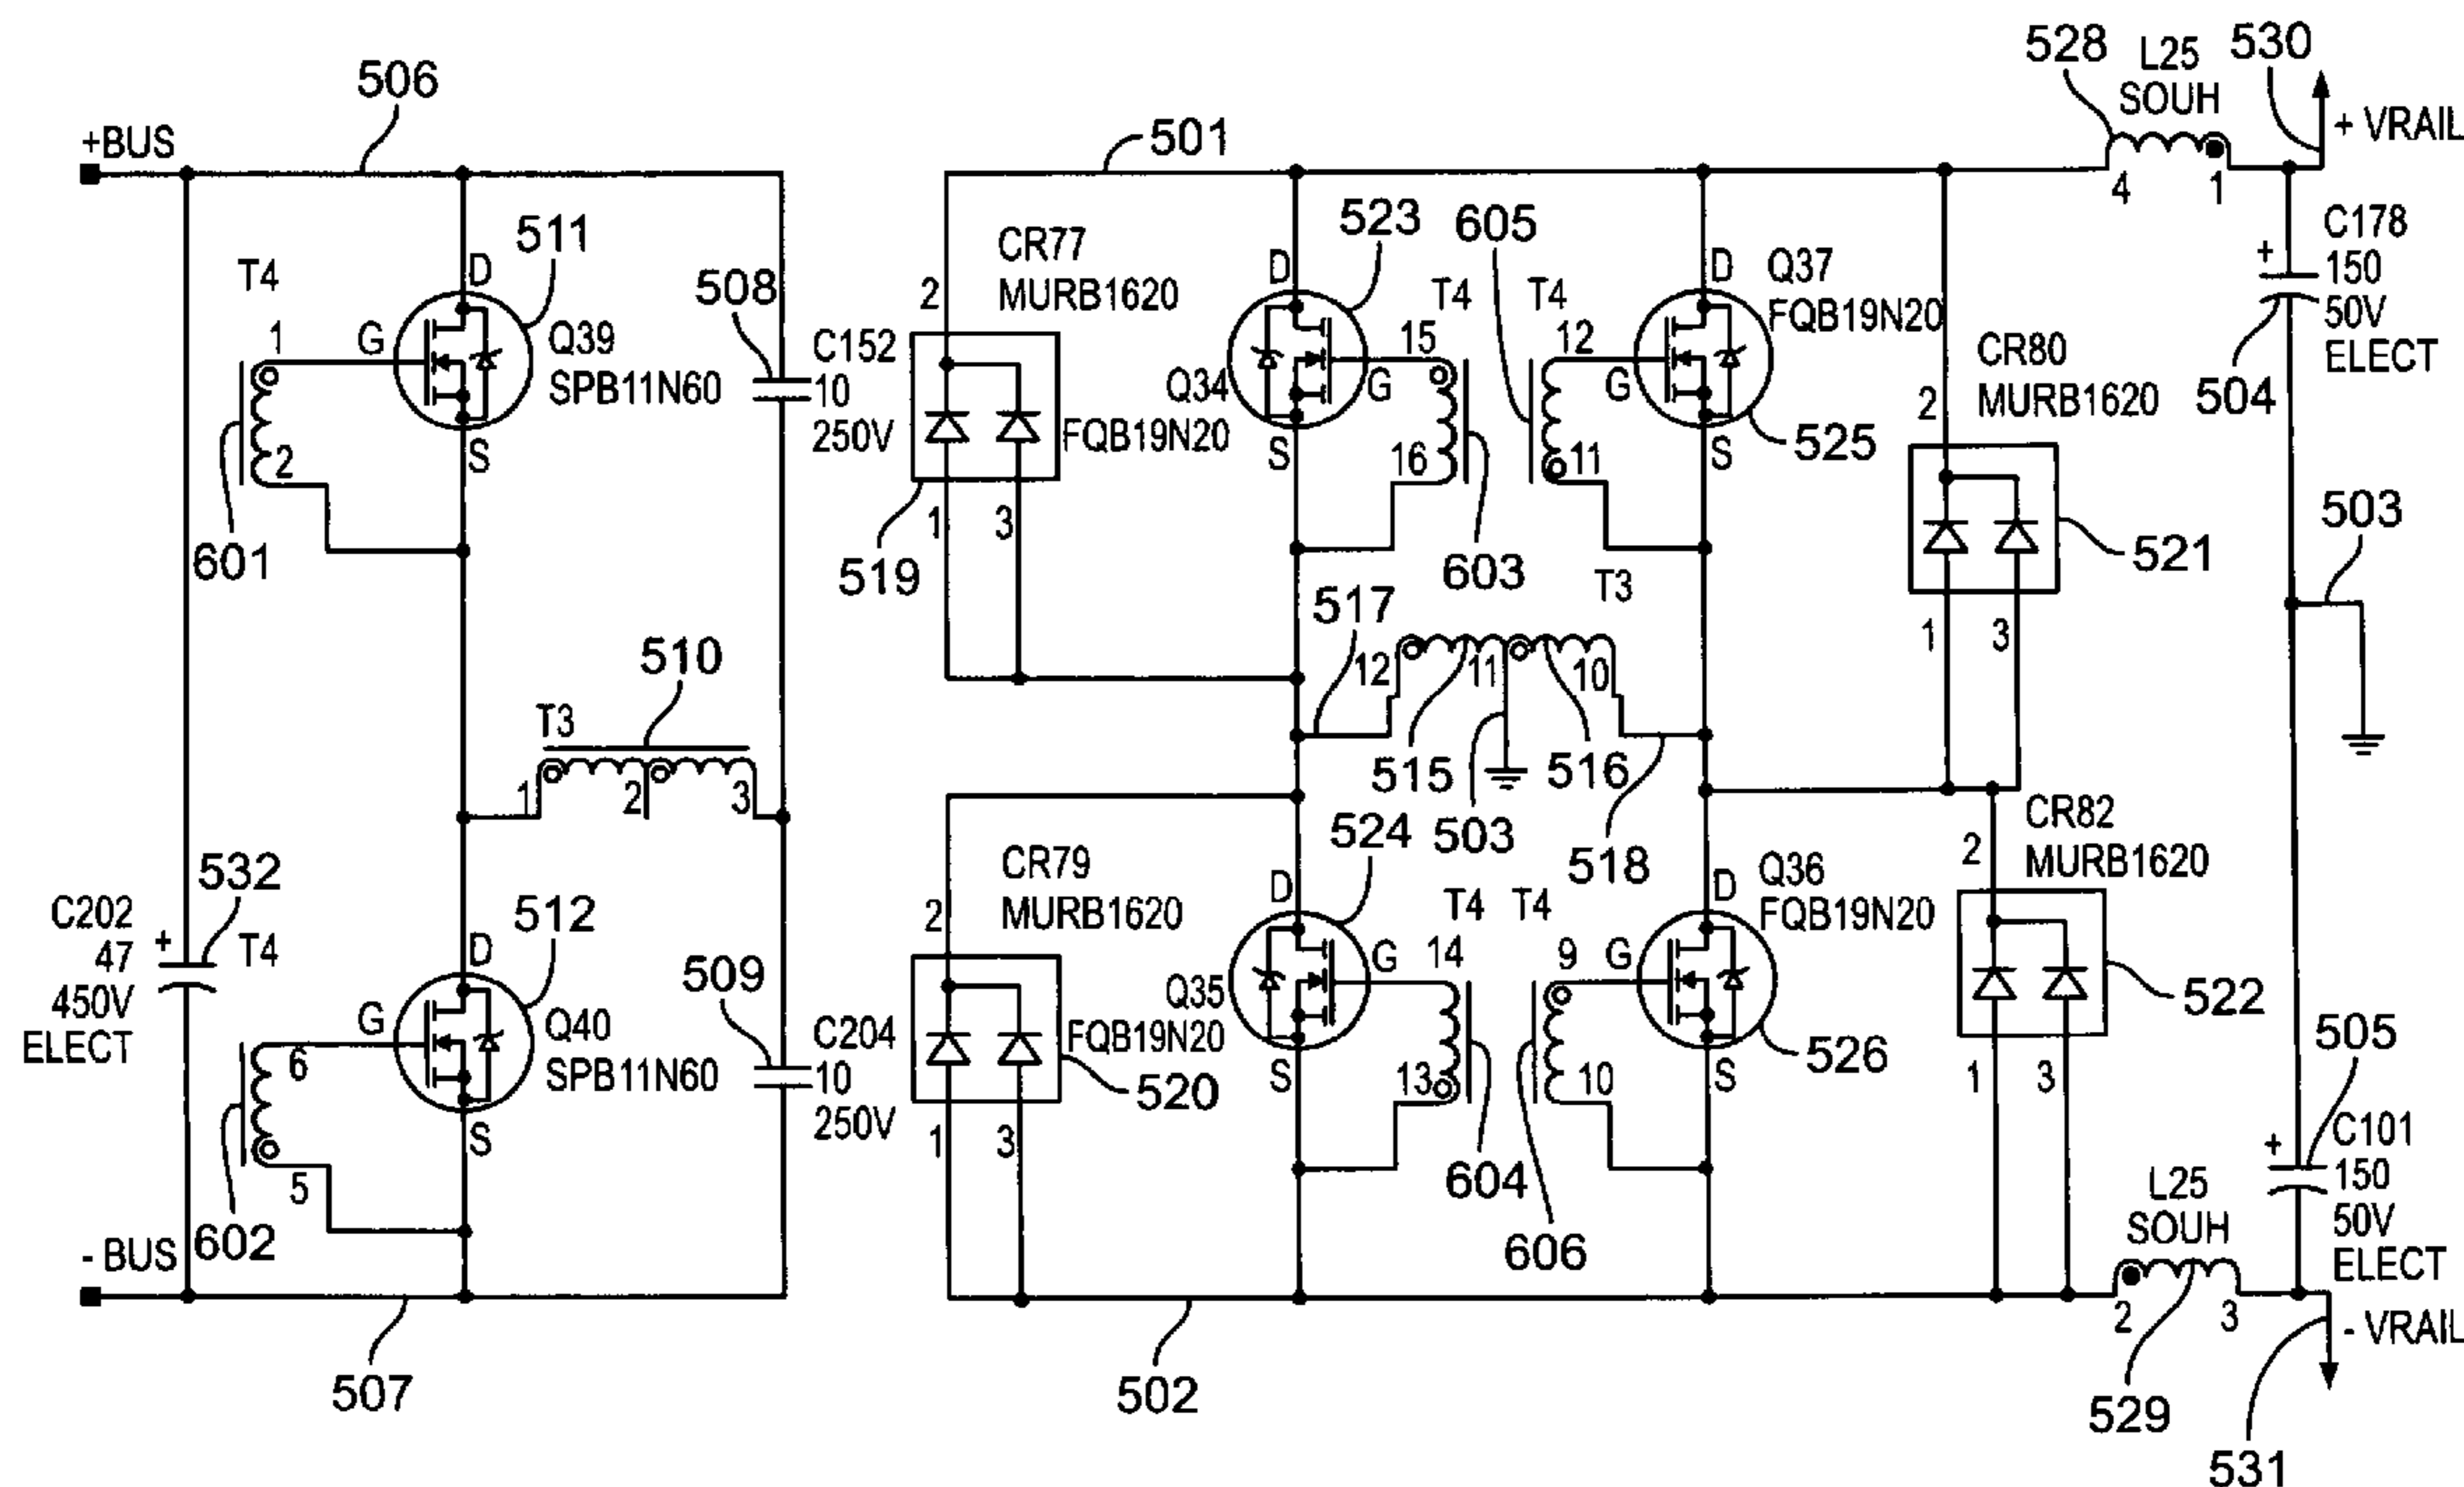 528
L25
SOUH
530
+ VRAIL
4
1
506
+BUS
501
T4
1
G
D
511
Q39
SPB11N60
S
2
601
508
C152
10
250V
2
CR77
MURB1620
1
3
519
D
523
Q34
FQB19N20
G
S
T4
15
16
603
605
T4
12
11
G
D
Q37
FQB19N20
S
525
T3
CR80
MURB1620
2
1
3
521
C178
+
150
50V
ELECT
504
503
510
T3
1
2
3
517
12
11
10
515
503
516
518
C202
47
450V
ELECT
+
532
T4
6
5
602
G
D
512
Q40
SPB11N60
S
509
C204
10
250V
- BUS
507
CR79
MURB1620
2
1
3
520
524
D
Q35
FQB19N20
G
S
T4
14
13
604
T4
9
10
606
G
D
Q36
FQB19N20
S
526
CR82
MURB1620
2
1
3
522
505
+
C101
150
50V
ELECT
L25
SOUH
2
3
529
502
- VRAIL
531